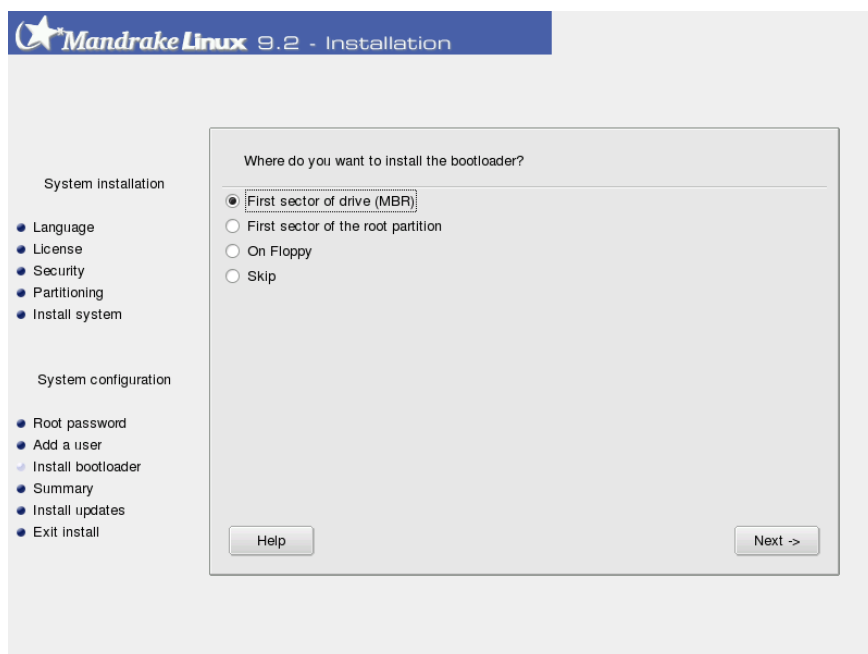 Mandrake Linux 9.2 - Installation
System installation
Language
License
Security
Partitioning
Install system
System configuration
Root password
Add a user
Install bootloader
Summary
Install updates
Exit install
Where do you want to install the bootloader?
First sector of drive (MBR)
First sector of the root partition
On Floppy
Skip
Help
Next ->